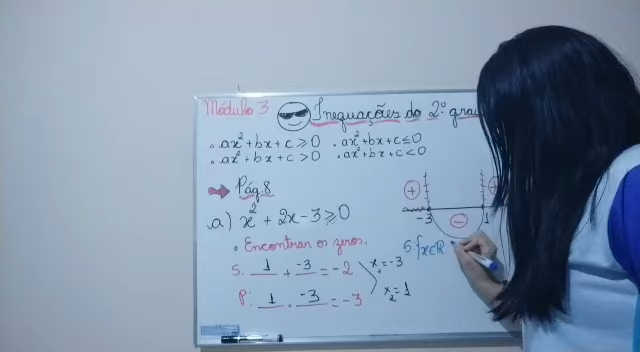 Módulo 3
Inequações do 2º grau
• ax² + bx + c ≥ 0 • ax² + bx + c ≤ 0
• ax² + bx + c > 0 • ax² + bx + c < 0
Pág. 8
a) x² + 2x - 3 ≥ 0
• Encontrar os zeros.
S. 1 + -3 = -2
P: 1 . -3 = -3
x₁ = -3
x₂ = 1
+ +
-3 - 1
S: {x ∈ ℝ